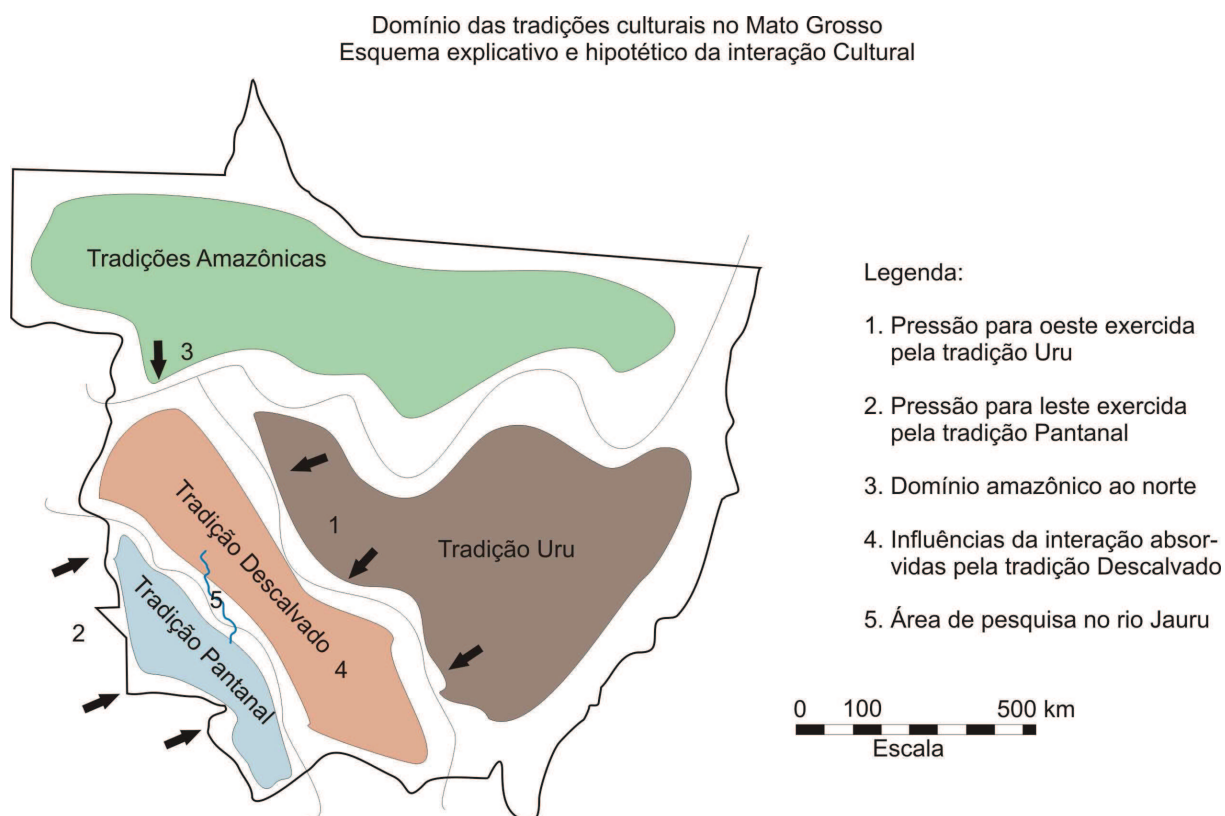 Domínio das tradições culturais no Mato Grosso
Esquema explicativo e hipotético da interação Cultural
Tradições Amazônicas
3
Tradição Descalvado
4
1
Tradição Uru
5
2
Tradição Pantanal
Legenda:
1. Pressão para oeste exercida
pela tradição Uru
2. Pressão para leste exercida
pela tradição Pantanal
3. Domínio amazônico ao norte
4. Influências da interação absor-
vidas pela tradição Descalvado
5. Área de pesquisa no rio Jauru
0 100 500 km
Escala